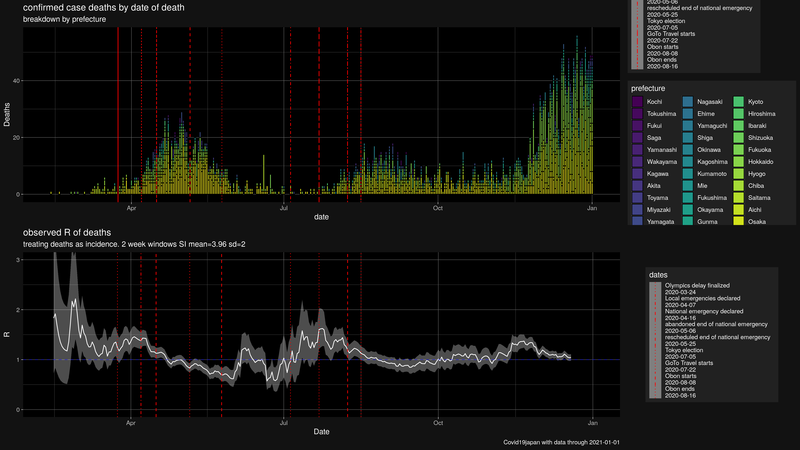 confirmed case deaths by date of death
breakdown by prefecture
Deaths
40
20
0
Apr
Jul
Oct
Jan
date
2020-05-06
rescheduled end of national emergency
2020-05-25
Tokyo election
2020-07-05
GoTo Travel starts
2020-07-22
Obon starts
2020-08-08
Obon ends
2020-08-16
prefecture
Kochi
Tokushima
Fukui
Saga
Yamanashi
Wakayama
Kagawa
Akita
Toyama
Miyazaki
Yamagata
Nagasaki
Ehime
Yamaguchi
Shiga
Okinawa
Kagoshima
Kumamoto
Mie
Fukushima
Okayama
Gunma
Kyoto
Hiroshima
Ibaraki
Shizuoka
Fukuoka
Hokkaido
Hyogo
Chiba
Saitama
Aichi
Osaka
observed R of deaths
treating deaths as incidence. 2 week windows SI mean=3.96 sd=2
R
3
2
1
0
Apr
Jul
Oct
Jan
Date
dates
Olympics delay finalized
2020-03-24
Local emergencies declared
2020-04-07
National emergency declared
2020-04-16
abandoned end of national emergency
2020-05-06
rescheduled end of national emergency
2020-05-25
Tokyo election
2020-07-05
GoTo Travel starts
2020-07-22
Obon starts
2020-08-08
Obon ends
2020-08-16
Covid19japan with data through 2021-01-01